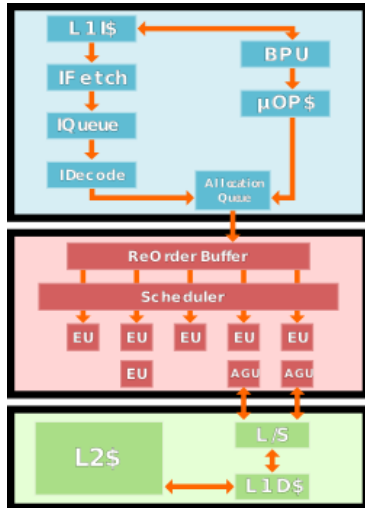 L1I$
BPU
IFetch
µOP$
IQueue
IDecode
Allocation
Queue
ReOrder Buffer
Scheduler
EU
EU
EU
EU
EU
EU
AGU
AGU
L/S
L2$
L1D$